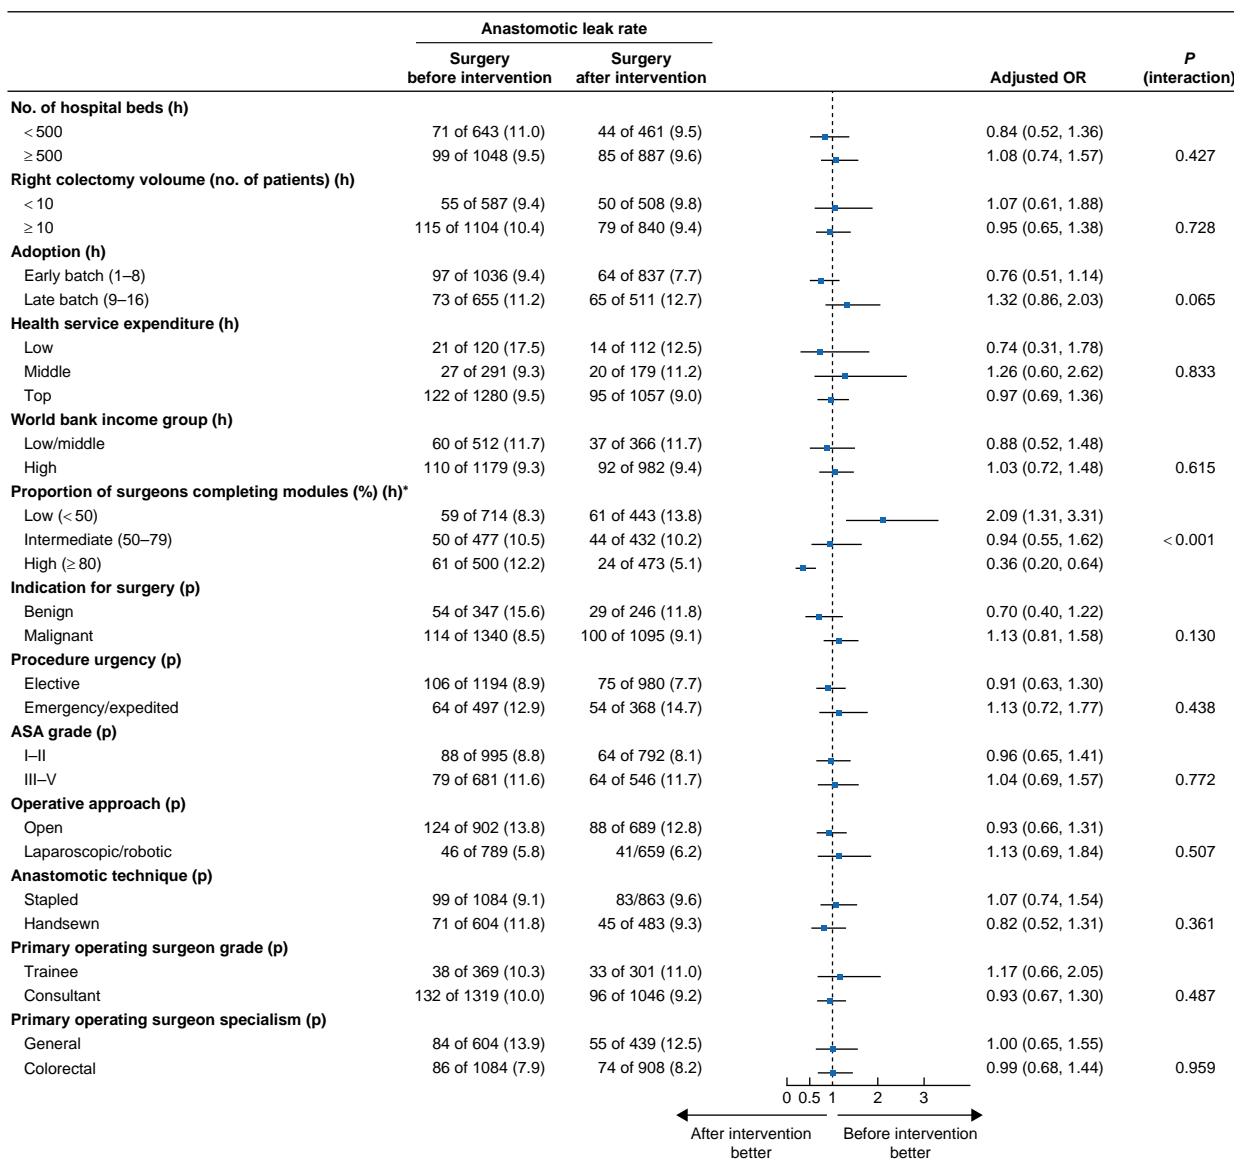 Anastomotic leak rate
Surgery before intervention Surgery after intervention Adjusted OR P (interaction)
No. of hospital beds (h)
< 500 71 of 643 (11.0) 44 of 461 (9.5) 0.84 (0.52, 1.36)
≥ 500 99 of 1048 (9.5) 85 of 887 (9.6) 1.08 (0.74, 1.57) 0.427
Right colectomy voloume (no. of patients) (h)
< 10 55 of 587 (9.4) 50 of 508 (9.8) 1.07 (0.61, 1.88)
≥ 10 115 of 1104 (10.4) 79 of 840 (9.4) 0.95 (0.65, 1.38) 0.728
Adoption (h)
Early batch (1–8) 97 of 1036 (9.4) 64 of 837 (7.7) 0.76 (0.51, 1.14)
Late batch (9–16) 73 of 655 (11.2) 65 of 511 (12.7) 1.32 (0.86, 2.03) 0.065
Health service expenditure (h)
Low 21 of 120 (17.5) 14 of 112 (12.5) 0.74 (0.31, 1.78)
Middle 27 of 291 (9.3) 20 of 179 (11.2) 1.26 (0.60, 2.62) 0.833
Top 122 of 1280 (9.5) 95 of 1057 (9.0) 0.97 (0.69, 1.36)
World bank income group (h)
Low/middle 60 of 512 (11.7) 37 of 366 (11.7) 0.88 (0.52, 1.48)
High 110 of 1179 (9.3) 92 of 982 (9.4) 1.03 (0.72, 1.48) 0.615
Proportion of surgeons completing modules (%) (h)*
Low (< 50) 59 of 714 (8.3) 61 of 443 (13.8) 2.09 (1.31, 3.31)
Intermediate (50–79) 50 of 477 (10.5) 44 of 432 (10.2) 0.94 (0.55, 1.62) < 0.001
High (≥ 80) 61 of 500 (12.2) 24 of 473 (5.1) 0.36 (0.20, 0.64)
Indication for surgery (p)
Benign 54 of 347 (15.6) 29 of 246 (11.8) 0.70 (0.40, 1.22)
Malignant 114 of 1340 (8.5) 100 of 1095 (9.1) 1.13 (0.81, 1.58) 0.130
Procedure urgency (p)
Elective 106 of 1194 (8.9) 75 of 980 (7.7) 0.91 (0.63, 1.30)
Emergency/expedited 64 of 497 (12.9) 54 of 368 (14.7) 1.13 (0.72, 1.77) 0.438
ASA grade (p)
I–II 88 of 995 (8.8) 64 of 792 (8.1) 0.96 (0.65, 1.41)
III–V 79 of 681 (11.6) 64 of 546 (11.7) 1.04 (0.69, 1.57) 0.772
Operative approach (p)
Open 124 of 902 (13.8) 88 of 689 (12.8) 0.93 (0.66, 1.31)
Laparoscopic/robotic 46 of 789 (5.8) 41/659 (6.2) 1.13 (0.69, 1.84) 0.507
Anastomotic technique (p)
Stapled 99 of 1084 (9.1) 83/863 (9.6) 1.07 (0.74, 1.54)
Handsewn 71 of 604 (11.8) 45 of 483 (9.3) 0.82 (0.52, 1.31) 0.361
Primary operating surgeon grade (p)
Trainee 38 of 369 (10.3) 33 of 301 (11.0) 1.17 (0.66, 2.05)
Consultant 132 of 1319 (10.0) 96 of 1046 (9.2) 0.93 (0.67, 1.30) 0.487
Primary operating surgeon specialism (p)
General 84 of 604 (13.9) 55 of 439 (12.5) 1.00 (0.65, 1.55)
Colorectal 86 of 1084 (7.9) 74 of 908 (8.2) 0.99 (0.68, 1.44) 0.959
0 0.5 1 2 3
After intervention better Before intervention better